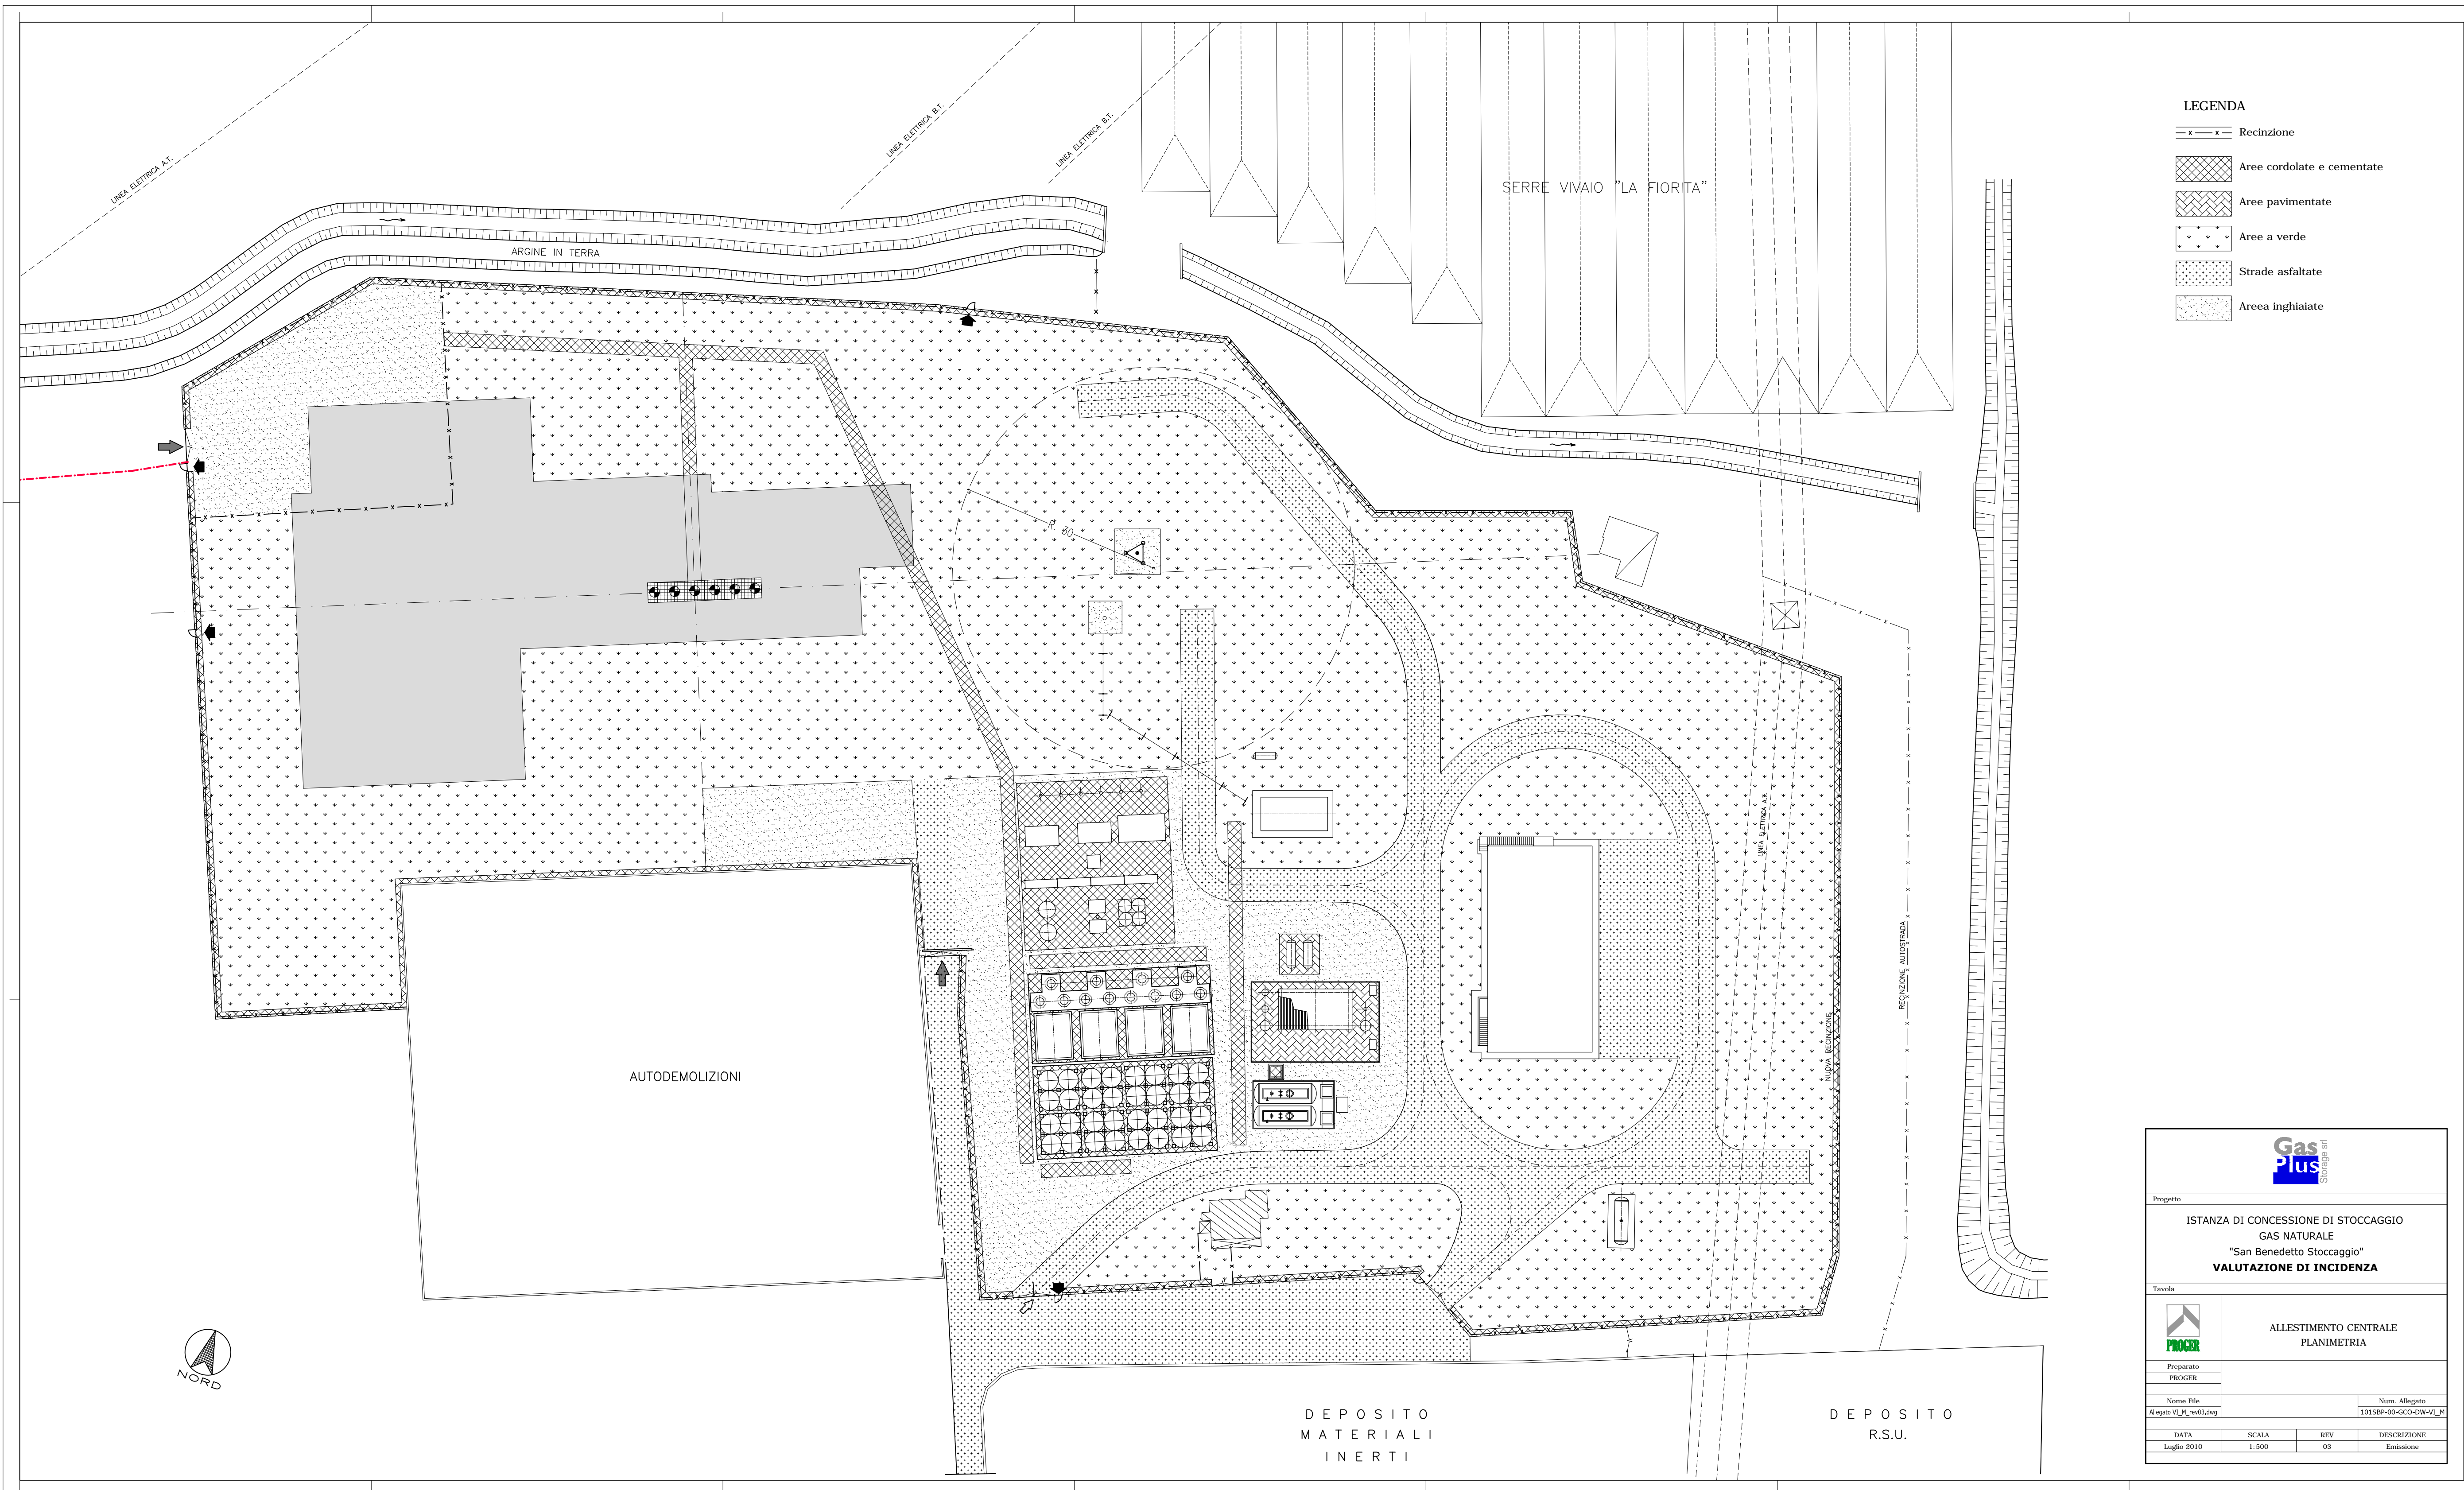 LINEA ELETTRICA A.T.
LINEA ELETTRICA B.T.
LINEA ELETTRICA B.T.
SERRE VIVAIO "LA FIORITA"
ARGINE IN TERRA
R. 30
LINEA ELETTRICA A.T.
RECINZIONE AUTOSTRADA
NUOVA RECINZIONE
AUTODEMOLIZIONI
NORD
DEPOSITO
MATERIALI
INERTI
DEPOSITO
R.S.U.
LEGENDA
Recinzione
Aree cordolate e cementate
Aree pavimentate
Aree a verde
Strade asfaltate
Areea inghiaiate
Gas
Plus
Storage srl
Progetto
ISTANZA DI CONCESSIONE DI STOCCAGGIO
GAS NATURALE
"San Benedetto Stoccaggio"
VALUTAZIONE DI INCIDENZA
Tavola
PROGER
ALLESTIMENTO CENTRALE
PLANIMETRIA
Preparato
PROGER
Nome File
Num. Allegato
Allegato VI_M_rev03.dwg
101SBP-00-GCO-DW-VI_M
DATA SCALA REV DESCRIZIONE
Luglio 2010 1:500 03 Emissione